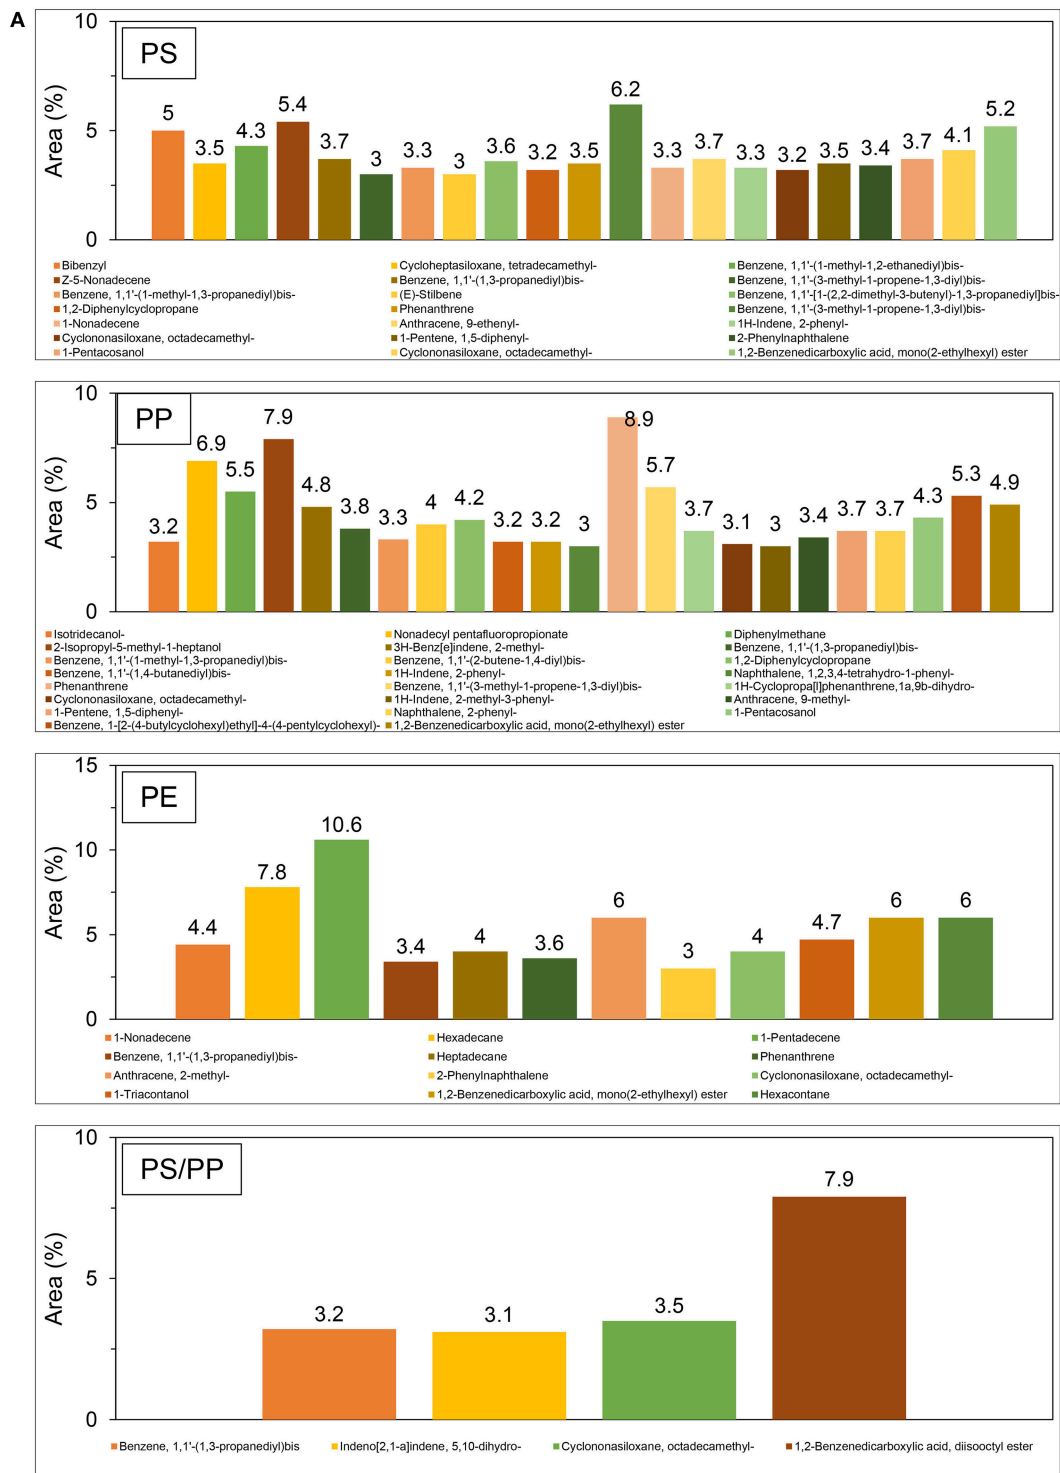 A
PS
Area (%)
10
5
0
5
3.5
4.3
5.4
3.7
3
3.3
3
3.6
3.2
3.5
6.2
3.3
3.7
3.3
3.2
3.5
3.4
3.7
4.1
5.2
Bibenzyl
Cycloheptasiloxane, tetradecamethyl-
Benzene, 1,1'-(1-methyl-1,2-ethanediyl)bis-
Z-5-Nonadecene
Benzene, 1,1'-(1,3-propanediyl)bis-
Benzene, 1,1'-(3-methyl-1-propene-1,3-diyl)bis-
Benzene, 1,1'-(1-methyl-1,3-propanediyl)bis-
(E)-Stilbene
Benzene, 1,1'-[1-(2,2-dimethyl-3-butenyl)-1,3-propanediyl]bis-
1,2-Diphenylcyclopropane
Phenanthrene
Benzene, 1,1'-(3-methyl-1-propene-1,3-diyl)bis-
1-Nonadecene
Anthracene, 9-ethenyl-
1H-Indene, 2-phenyl-
Cyclononasiloxane, octadecamethyl-
1-Pentene, 1,5-diphenyl-
2-Phenylnaphthalene
1-Pentacosanol
Cyclononasiloxane, octadecamethyl-
1,2-Benzenedicarboxylic acid, mono(2-ethylhexyl) ester
PP
Area (%)
10
5
0
3.2
6.9
5.5
7.9
4.8
3.8
3.3
4
4.2
3.2
3.2
3
8.9
5.7
3.7
3.1
3
3.4
3.7
3.7
4.3
5.3
4.9
Isotridecanol-
Nonadecyl pentafluoropropionate
Diphenylmethane
2-Isopropyl-5-methyl-1-heptanol
3H-Benz[e]indene, 2-methyl-
Benzene, 1,1'-(1,3-propanediyl)bis-
Benzene, 1,1'-(1-methyl-1,3-propanediyl)bis-
Benzene, 1,1'-(2-butene-1,4-diyl)bis-
1,2-Diphenylcyclopropane
Benzene, 1,1'-(1,4-butanediyl)bis-
1H-Indene, 2-phenyl-
Naphthalene, 1,2,3,4-tetrahydro-1-phenyl-
Phenanthrene
Benzene, 1,1'-(3-methyl-1-propene-1,3-diyl)bis-
1H-Cyclopropa[l]phenanthrene,1a,9b-dihydro-
Cyclononasiloxane, octadecamethyl-
1H-Indene, 2-methyl-3-phenyl-
Anthracene, 9-methyl-
1-Pentene, 1,5-diphenyl-
Naphthalene, 2-phenyl-
1-Pentacosanol
Benzene, 1-[2-(4-butylcyclohexyl)ethyl]-4-(4-pentylcyclohexyl)-
1,2-Benzenedicarboxylic acid, mono(2-ethylhexyl) ester
PE
Area (%)
15
10
5
0
4.4
7.8
10.6
3.4
4
3.6
6
3
4
4.7
6
6
1-Nonadecene
Hexadecane
1-Pentadecene
Benzene, 1,1'-(1,3-propanediyl)bis-
Heptadecane
Phenanthrene
Anthracene, 2-methyl-
2-Phenylnaphthalene
Cyclononasiloxane, octadecamethyl-
1-Triacontanol
1,2-Benzenedicarboxylic acid, mono(2-ethylhexyl) ester
Hexacontane
PS/PP
Area (%)
10
5
0
3.2
3.1
3.5
7.9
Benzene, 1,1'-(1,3-propanediyl)bis
Indeno[2,1-a]indene, 5,10-dihydro-
Cyclononasiloxane, octadecamethyl-
1,2-Benzenedicarboxylic acid, diisooctyl ester